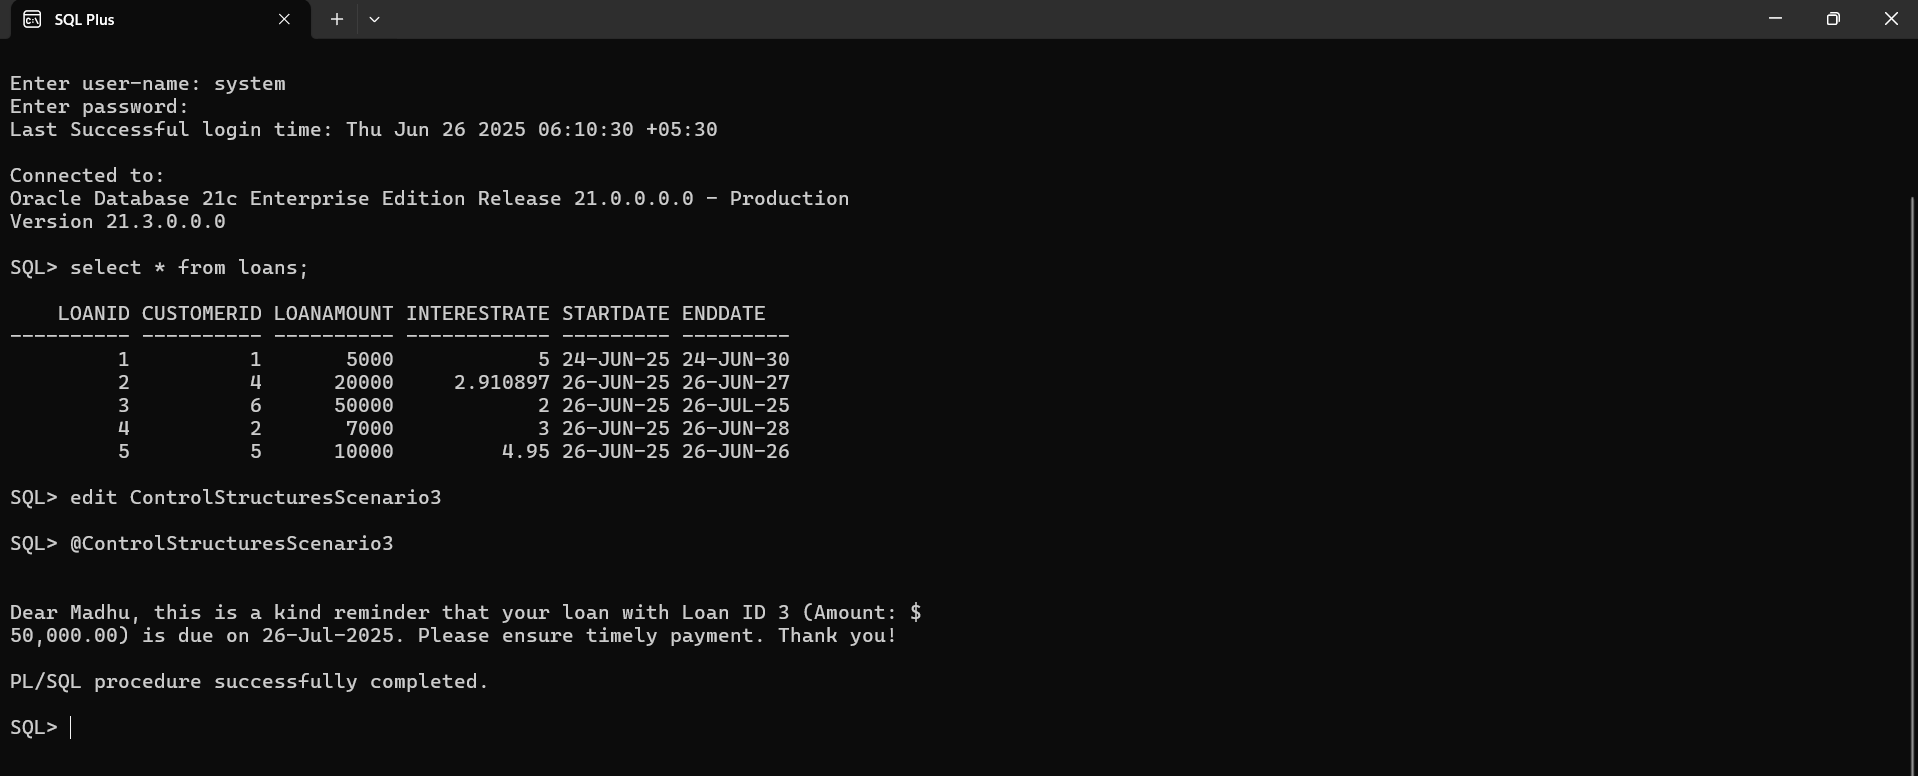 SQL Plus
Enter user-name: system
Enter password:
Last Successful login time: Thu Jun 26 2025 06:10:30 +05:30
Connected to:
Oracle Database 21c Enterprise Edition Release 21.0.0.0.0 - Production
Version 21.3.0.0.0
SQL> select * from loans;
    LOANID CUSTOMERID LOANAMOUNT INTERESTRATE STARTDATE ENDDATE
---------- ---------- ---------- ------------ --------- ---------
         1          1       5000            5 24-JUN-25 24-JUN-30
         2          4      20000     2.910897 26-JUN-25 26-JUN-27
         3          6      50000            2 26-JUN-25 26-JUL-25
         4          2       7000            3 26-JUN-25 26-JUN-28
         5          5      10000         4.95 26-JUN-25 26-JUN-26
SQL> edit ControlStructuresScenario3
SQL> @ControlStructuresScenario3
Dear Madhu, this is a kind reminder that your loan with Loan ID 3 (Amount: $
50,000.00) is due on 26-Jul-2025. Please ensure timely payment. Thank you!
PL/SQL procedure successfully completed.
SQL>